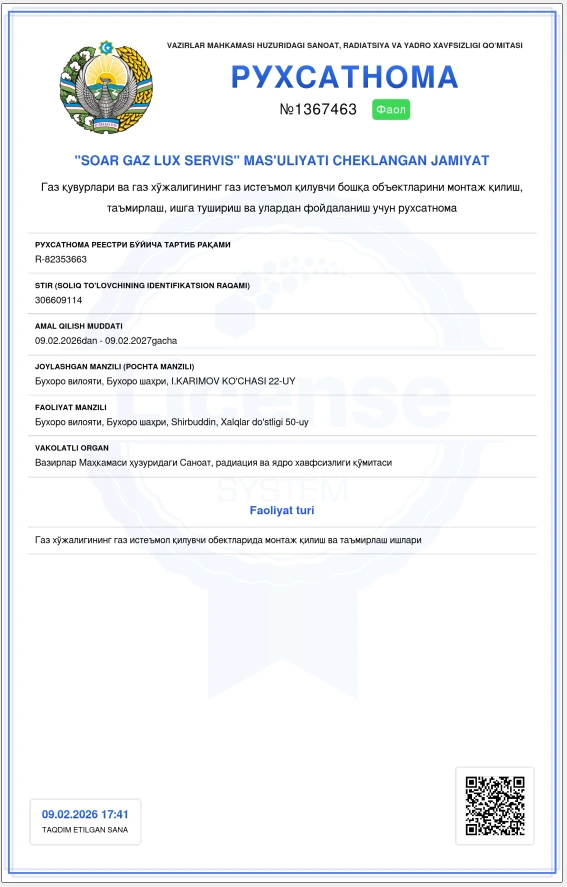 VAZIRLAR MAHKAMASI HUZURIDAGI SANOAT, RADIATSIYA VA YADRO XAVFSIZLIGI QO'MITASI
РУХСАТНОМА
№1367463 Фаол
"SOAR GAZ LUX SERVIS" MAS'ULIYATI CHEKLANGAN JAMIYAT
Газ қувурлари ва газ хўжалигининг газ истеъмол қилувчи бошқа объектларини монтаж қилиш,
таъмирлаш, ишга тушириш ва улардан фойдаланиш учун рухсатнома
РУХСАТНОМА РЕЕСТРИ БЎЙИЧА ТАРТИБ РАҚАМИ
R-82353663
STIR (SOLIQ TO'LOVCHINING IDENTIFIKATSION RAQAMI)
306609114
AMAL QILISH MUDDATI
09.02.2026dan - 09.02.2027gacha
JOYLASHGAN MANZILI (POCHTA MANZILI)
Бухоро вилояти, Бухоро шаҳри, I.KARIMOV KO'CHASI 22-UY
FAOLIYAT MANZILI
Бухоро вилояти, Бухоро шаҳри, Shirbuddin, Xalqlar do'stligi 50-uy
VAKOLATLI ORGAN
Вазирлар Маҳкамаси ҳузуридаги Саноат, радиация ва ядро хавфсизлиги қўмитаси
License
SYSTEM
Faoliyat turi
Газ хўжалигининг газ истеъмол қилувчи обектларида монтаж қилиш ва таъмирлаш ишлари
09.02.2026 17:41
TAQDIM ETILGAN SANA